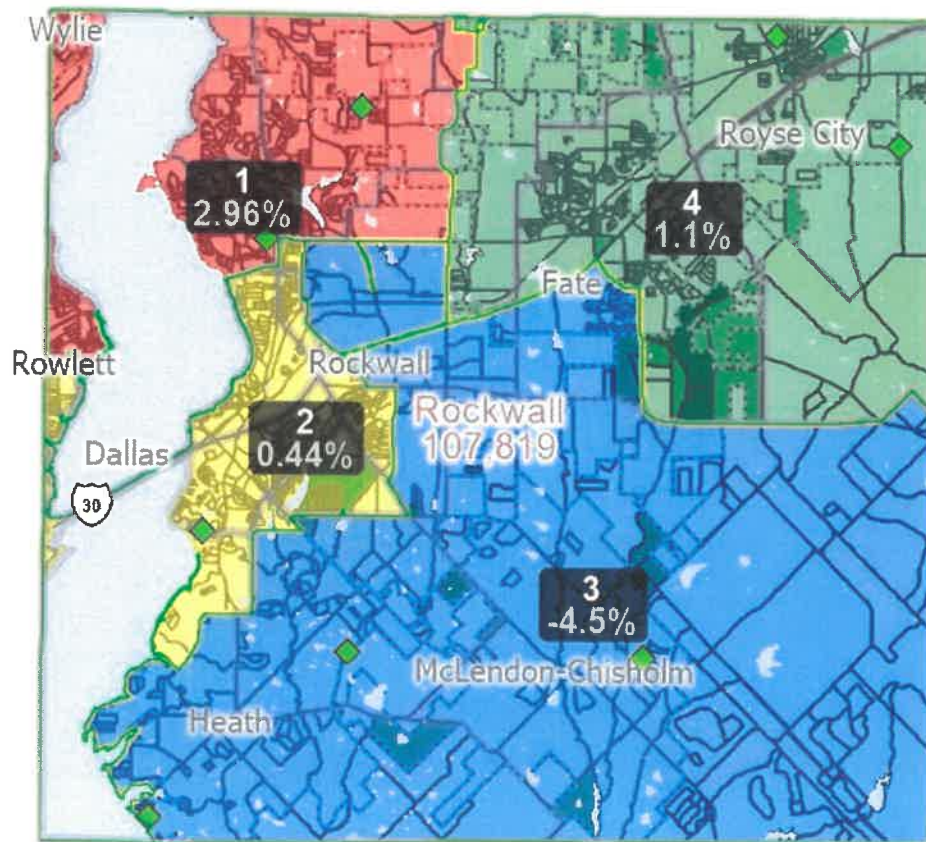 Wylie
Royse City
1
2.96%
4
1.1%
Fate
Rowlett
Rockwall
Rockwall
107,819
2
0.44%
Dallas
30
3
-4.5%
McLendon-Chisholm
Heath